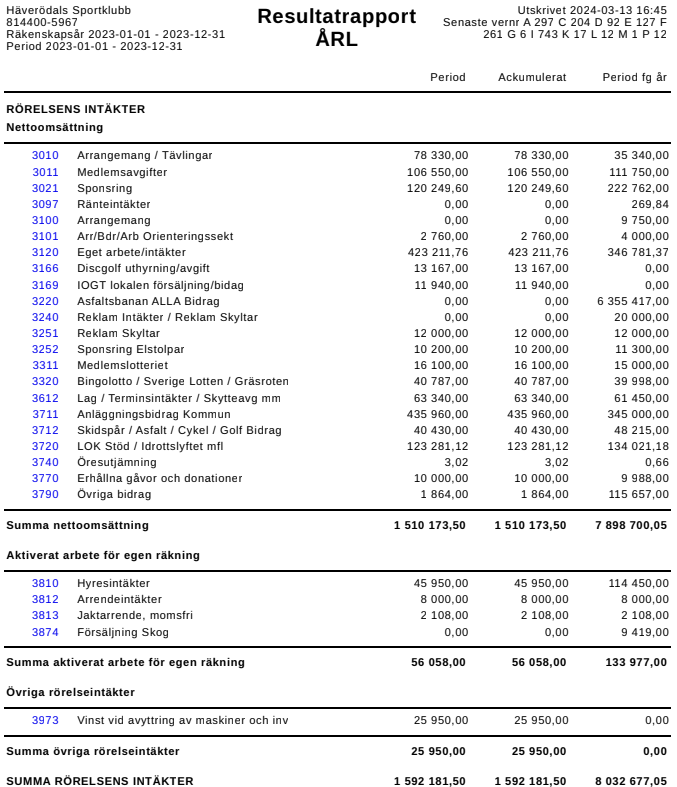 Häverödals Sportklubb
814400-5967
Räkenskapsår 2023-01-01 - 2023-12-31
Period 2023-01-01 - 2023-12-31
Resultatrapport
ÅRL
Utskrivet 2024-03-13 16:45
Senaste vernr A 297 C 204 D 92 E 127 F
261 G 6 I 743 K 17 L 12 M 1 P 12
Period Ackumulerat Period fg år
RÖRELSENS INTÄKTER
Nettoomsättning
3010 Arrangemang / Tävlingar 78 330,00 78 330,00 35 340,00
3011 Medlemsavgifter 106 550,00 106 550,00 111 750,00
3021 Sponsring 120 249,60 120 249,60 222 762,00
3097 Ränteintäkter 0,00 0,00 269,84
3100 Arrangemang 0,00 0,00 9 750,00
3101 Arr/Bdr/Arb Orienteringssekt 2 760,00 2 760,00 4 000,00
3120 Eget arbete/intäkter 423 211,76 423 211,76 346 781,37
3166 Discgolf uthyrning/avgift 13 167,00 13 167,00 0,00
3169 IOGT lokalen försäljning/bidag 11 940,00 11 940,00 0,00
3220 Asfaltsbanan ALLA Bidrag 0,00 0,00 6 355 417,00
3240 Reklam Intäkter / Reklam Skyltar 0,00 0,00 20 000,00
3251 Reklam Skyltar 12 000,00 12 000,00 12 000,00
3252 Sponsring Elstolpar 10 200,00 10 200,00 11 300,00
3311 Medlemslotteriet 16 100,00 16 100,00 15 000,00
3320 Bingolotto / Sverige Lotten / Gräsroten 40 787,00 40 787,00 39 998,00
3612 Lag / Terminsintäkter / Skytteavg mm 63 340,00 63 340,00 61 450,00
3711 Anläggningsbidrag Kommun 435 960,00 435 960,00 345 000,00
3712 Skidspår / Asfalt / Cykel / Golf Bidrag 40 430,00 40 430,00 48 215,00
3720 LOK Stöd / Idrottslyftet mfl 123 281,12 123 281,12 134 021,18
3740 Öresutjämning 3,02 3,02 0,66
3770 Erhållna gåvor och donationer 10 000,00 10 000,00 9 988,00
3790 Övriga bidrag 1 864,00 1 864,00 115 657,00
Summa nettoomsättning 1 510 173,50 1 510 173,50 7 898 700,05
Aktiverat arbete för egen räkning
3810 Hyresintäkter 45 950,00 45 950,00 114 450,00
3812 Arrendeintäkter 8 000,00 8 000,00 8 000,00
3813 Jaktarrende, momsfri 2 108,00 2 108,00 2 108,00
3874 Försäljning Skog 0,00 0,00 9 419,00
Summa aktiverat arbete för egen räkning 56 058,00 56 058,00 133 977,00
Övriga rörelseintäkter
3973 Vinst vid avyttring av maskiner och inv 25 950,00 25 950,00 0,00
Summa övriga rörelseintäkter 25 950,00 25 950,00 0,00
SUMMA RÖRELSENS INTÄKTER 1 592 181,50 1 592 181,50 8 032 677,05